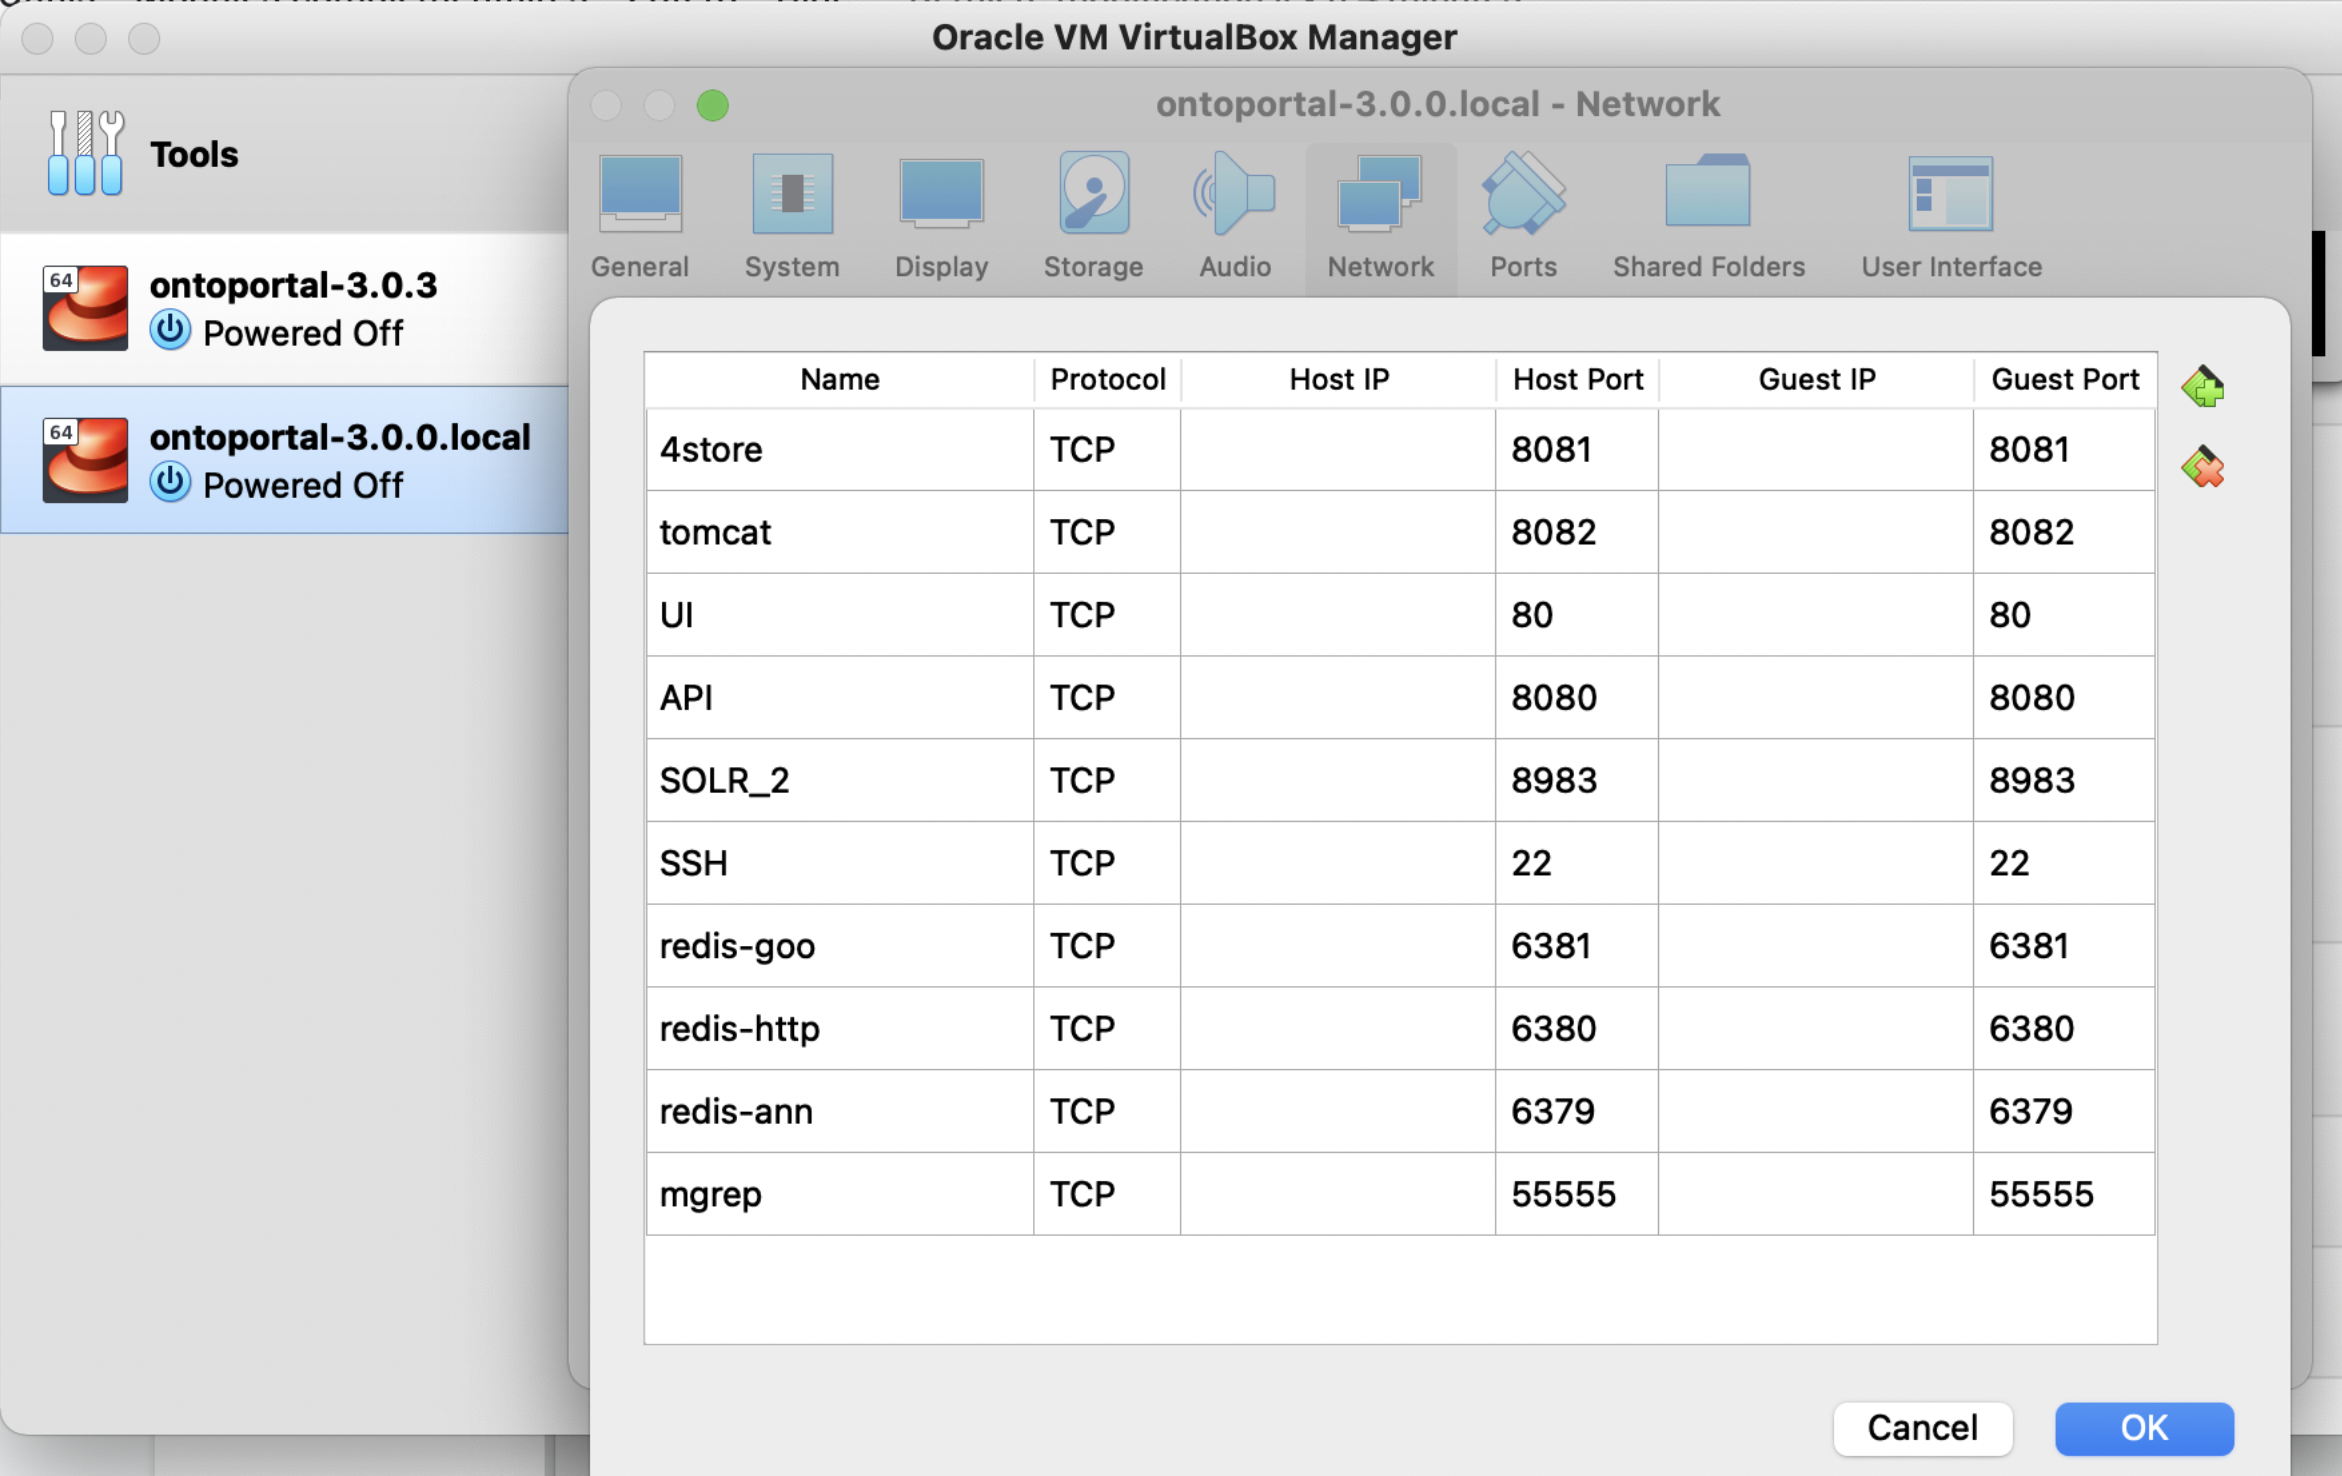 Oracle VM VirtualBox Manager
Tools
64
ontoportal-3.0.3
Powered Off
64
ontoportal-3.0.0.local
Powered Off
ontoportal-3.0.0.local - Network
General System Display Storage Audio Network Ports Shared Folders User Interface
Name Protocol Host IP Host Port Guest IP Guest Port
4store TCP 8081 8081
tomcat TCP 8082 8082
UI TCP 80 80
API TCP 8080 8080
SOLR_2 TCP 8983 8983
SSH TCP 22 22
redis-goo TCP 6381 6381
redis-http TCP 6380 6380
redis-ann TCP 6379 6379
mgrep TCP 55555 55555
Cancel OK